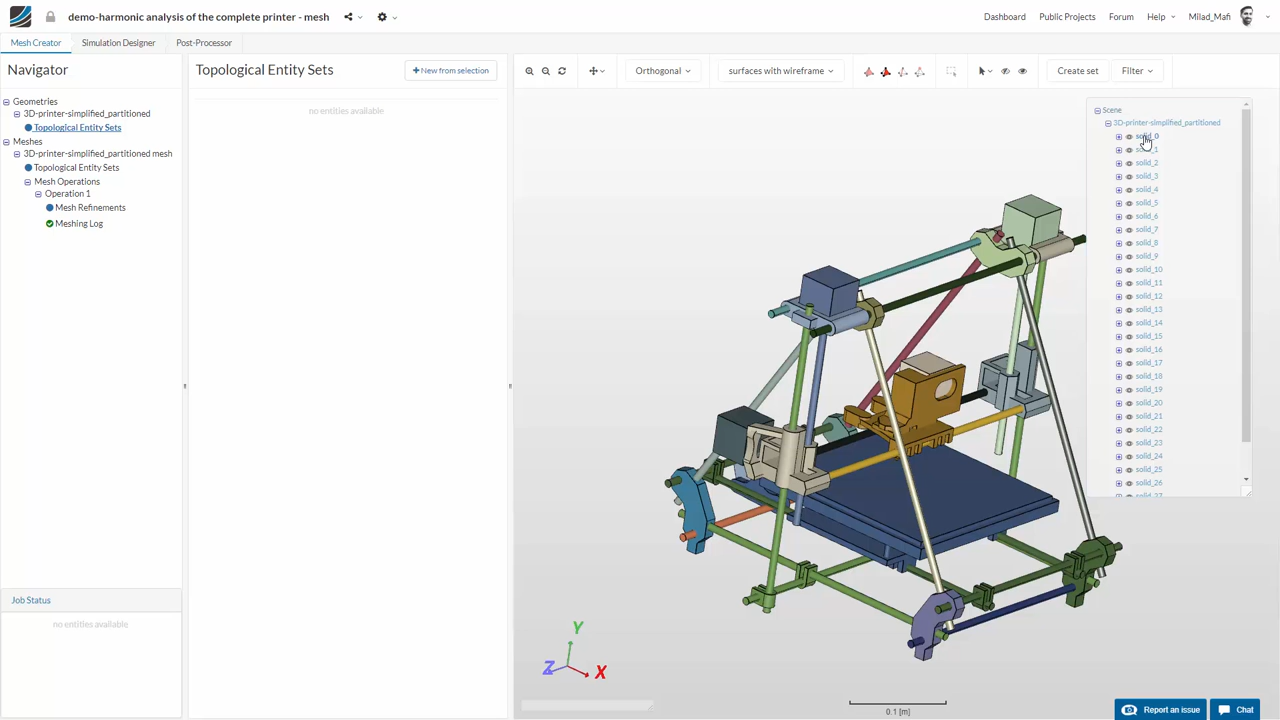 demo-harmonic analysis of the complete printer - mesh
Dashboard Public Projects Forum Help Milad_Mafi
Mesh Creator Simulation Designer Post-Processor
Navigator
Geometries
3D-printer-simplified_partitioned
Topological Entity Sets
Meshes
3D-printer-simplified_partitioned mesh
Topological Entity Sets
Mesh Operations
Operation 1
Mesh Refinements
Meshing Log
Job Status
no entities available
Topological Entity Sets
+ New from selection
no entities available
Orthogonal surfaces with wireframe Create set Filter
Scene
3D-printer-simplified_partitioned
solid_0
solid_1
solid_2
solid_3
solid_4
solid_5
solid_6
solid_7
solid_8
solid_9
solid_10
solid_11
solid_12
solid_13
solid_14
solid_15
solid_16
solid_17
solid_18
solid_19
solid_20
solid_21
solid_22
solid_23
solid_24
solid_25
solid_26
solid_27
Y
Z X
0.1 [m]
Report an issue Chat